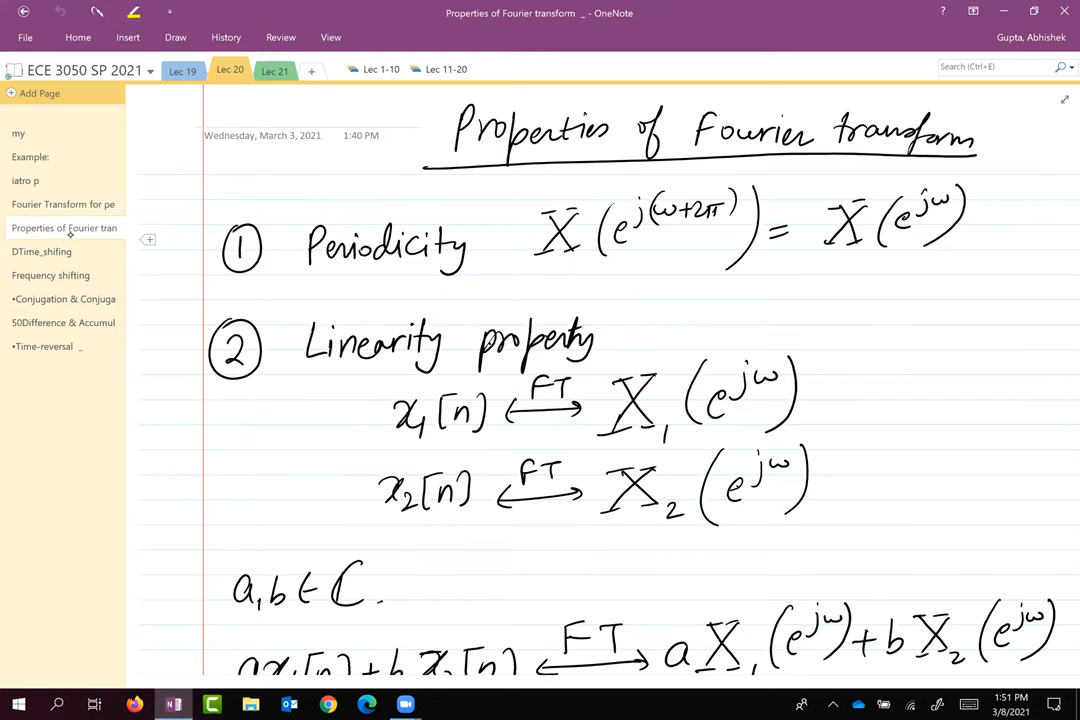 Properties of Fourier transform _ - OneNote
File Home Insert Draw History Review View
Gupta, Abhishek
ECE 3050 SP 2021
Lec 19
Lec 20
Lec 21
Lec 1-10
Lec 11-20
Search (Ctrl+E)
Add Page
my
Example:
iatro p
Fourier Transform for pe
Properties of Fourier tran
DTime_shifing
Frequency shifting
•Conjugation & Conjuga
50Difference & Accumul
•Time-reversal _
Wednesday, March 3, 2021 1:40 PM
Properties of Fourier transform
① Periodicity X(e^{j(ω+2π)}) = X(e^{jω})
② Linearity property
x₁[n] ⟷FT X₁(e^{jω})
x₂[n] ⟷FT X₂(e^{jω})
a,b ∈ ℂ.
ax₁[n] + b x₂[n] ⟷FT aX₁(e^{jω}) + bX₂(e^{jω})
1:51 PM
3/8/2021